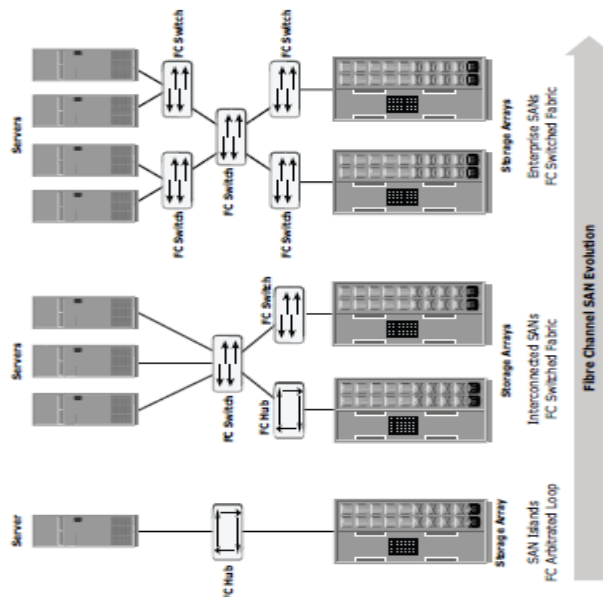 Server
FC Hub
Storage Array
SAN Islands
FC Arbitrated Loop
Servers
FC Switch
FC Hub
FC Switch
Storage Arrays
Interconnected SANs
FC Switched Fabric
Servers
FC Switch
FC Switch
FC Switch
FC Switch
FC Switch
Storage Arrays
Enterprise SANs
FC Switched Fabric
Fibre Channel SAN Evolution